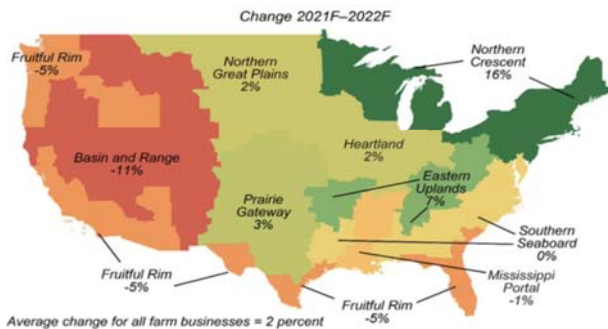 Change 2021F–2022F
Fruitful Rim
-5%
Northern
Great Plains
2%
Northern
Crescent
16%
Basin and Range
-11%
Heartland
2%
Eastern
Uplands
7%
Prairie
Gateway
3%
Southern
Seaboard
0%
Fruitful Rim
-5%
Mississippi
Portal
-1%
Fruitful Rim
-5%
Average change for all farm businesses = 2 percent